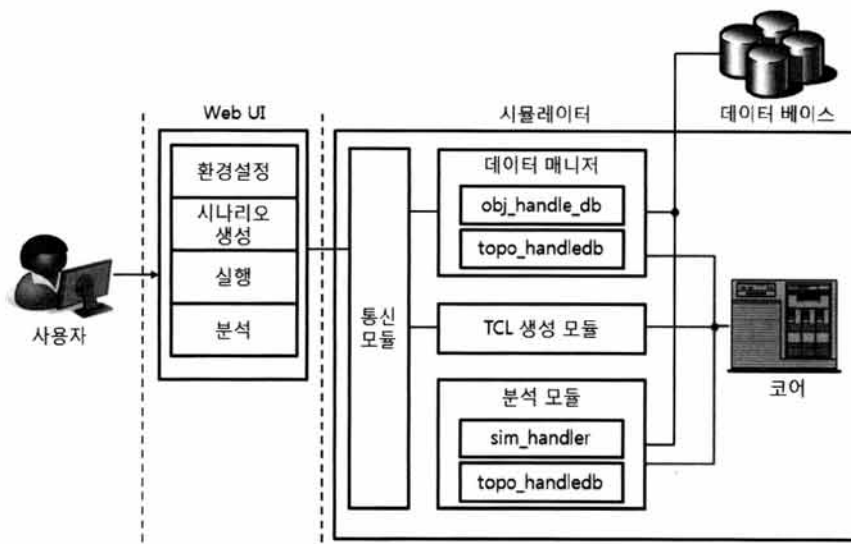 Web UI
시뮬레이터
데이터 베이스
환경설정
시나리오
생성
실행
분석
사용자
통신
모듈
데이터 매니저
obj_handle_db
topo_handledb
TCL 생성 모듈
분석 모듈
sim_handler
topo_handledb
코어